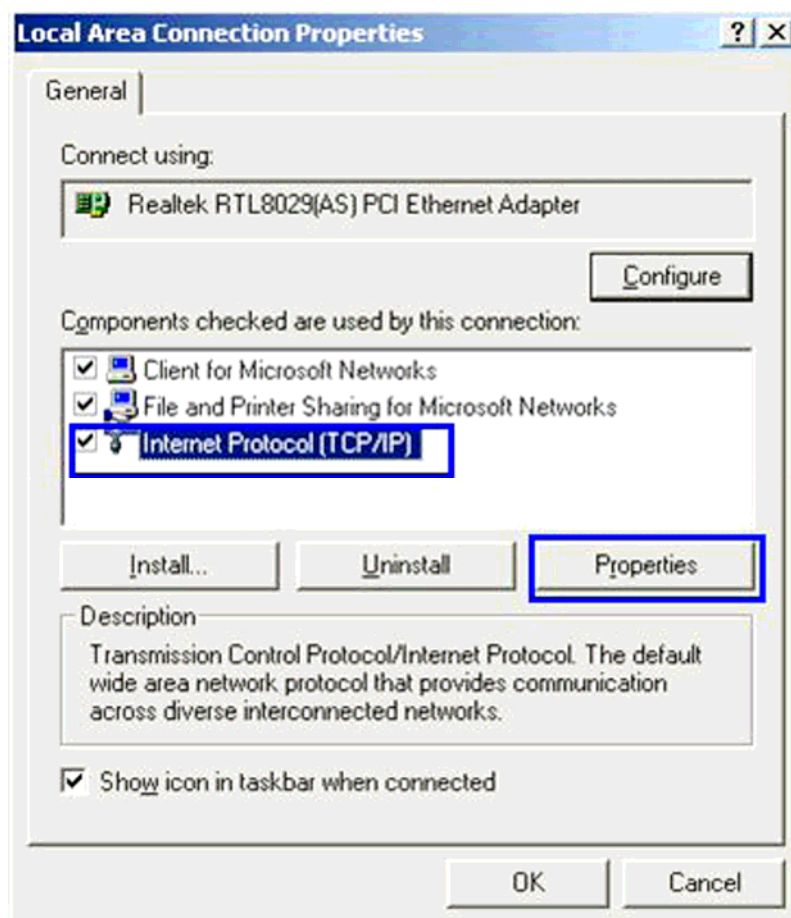 Local Area Connection Properties
? ×
General
Connect using:
Realtek RTL8029(AS) PCI Ethernet Adapter
Configure
Components checked are used by this connection:
Client for Microsoft Networks
File and Printer Sharing for Microsoft Networks
Internet Protocol (TCP/IP)
Install... Uninstall Properties
Description
Transmission Control Protocol/Internet Protocol. The default
wide area network protocol that provides communication
across diverse interconnected networks.
Show icon in taskbar when connected
OK Cancel